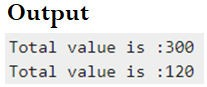 Output
Total value is :300
Total value is :120